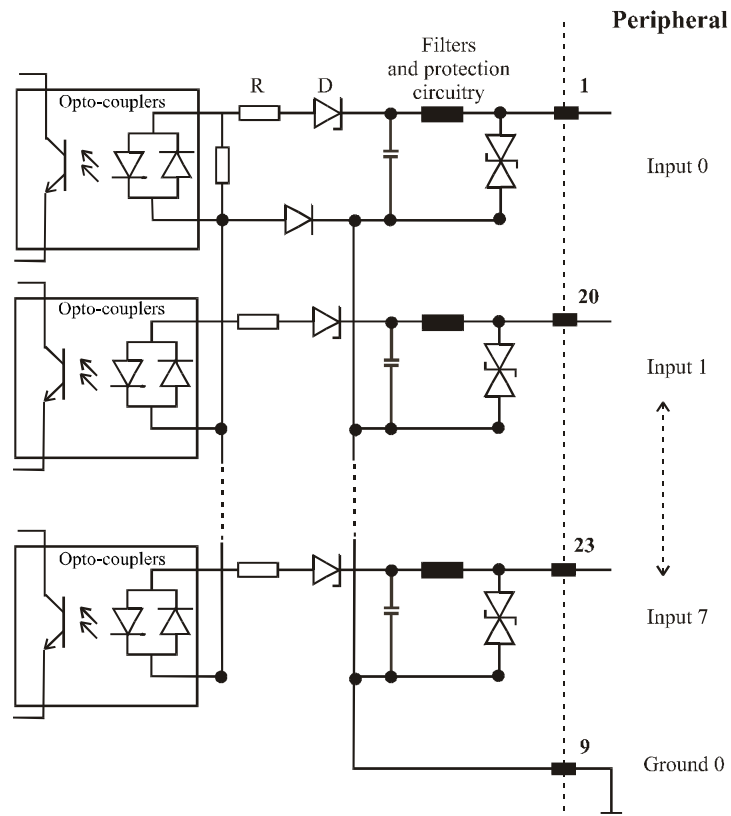 Peripheral
Filters
and protection
circuitry
Opto-couplers
R
D
1
Input 0
Opto-couplers
20
Input 1
Opto-couplers
23
Input 7
9
Ground 0